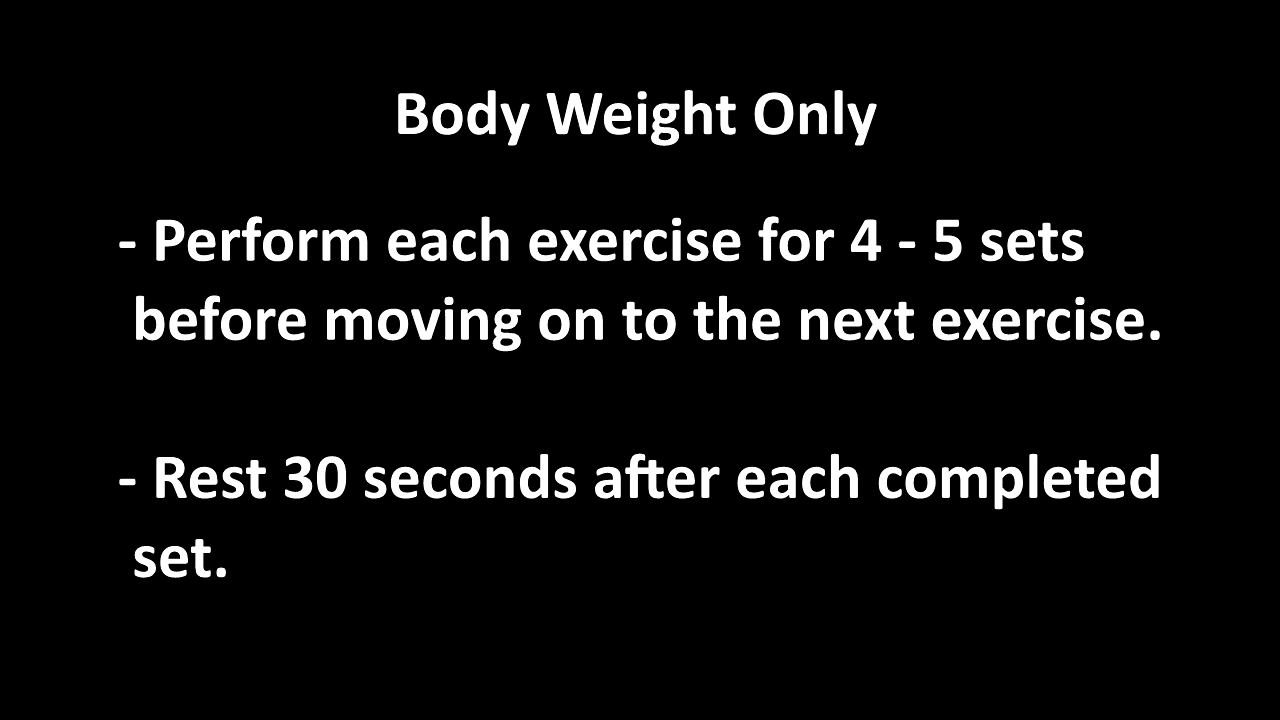 Body Weight Only
- Perform each exercise for 4 - 5 sets
before moving on to the next exercise.
- Rest 30 seconds after each completed
set.